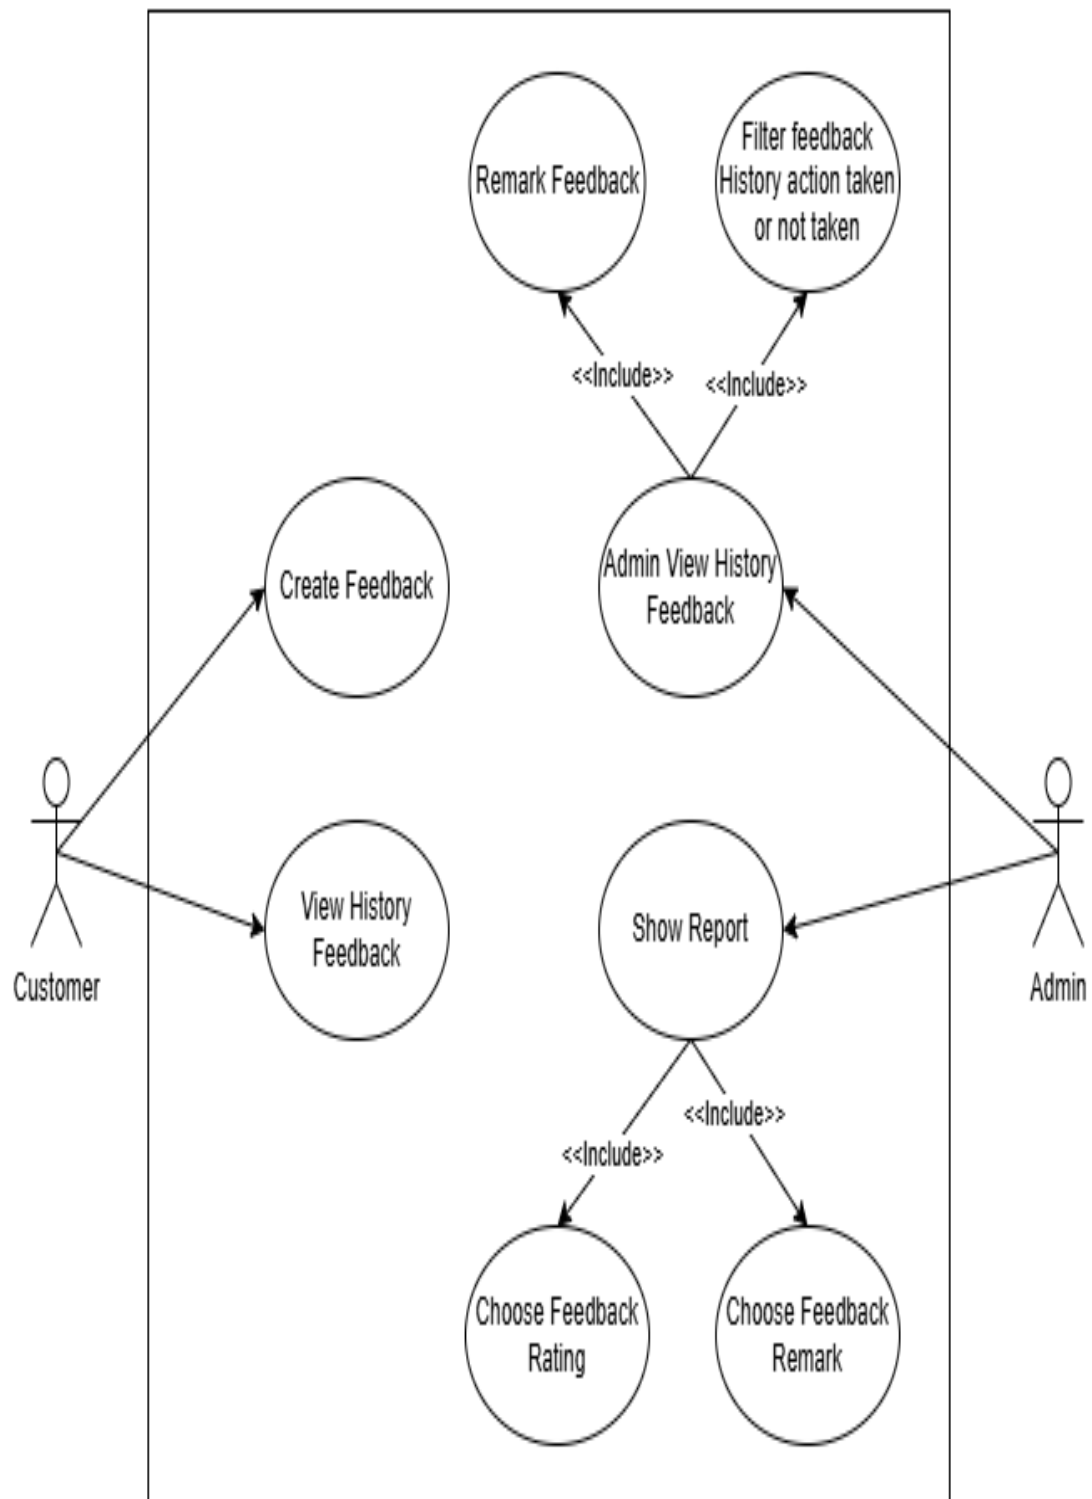 Remark Feedback
Filter feedback
History action taken
or not taken
<<Include>>
<<Include>>
Create Feedback
Admin View History
Feedback
View History
Feedback
Show Report
Customer
Admin
<<Include>>
<<Include>>
Choose Feedback
Rating
Choose Feedback
Remark